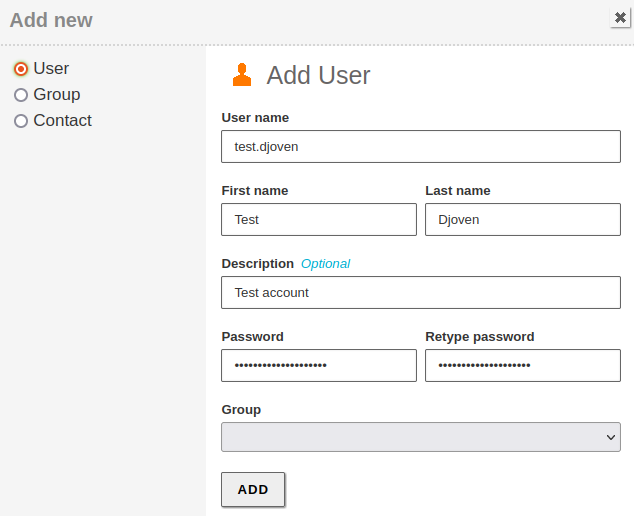 Add new
User
Group
Contact
Add User
User name
test.djoven
First name Last name
Test Djoven
Description Optional
Test account
Password Retype password
•••••••••••••••••••• ••••••••••••••••••••
Group
ADD